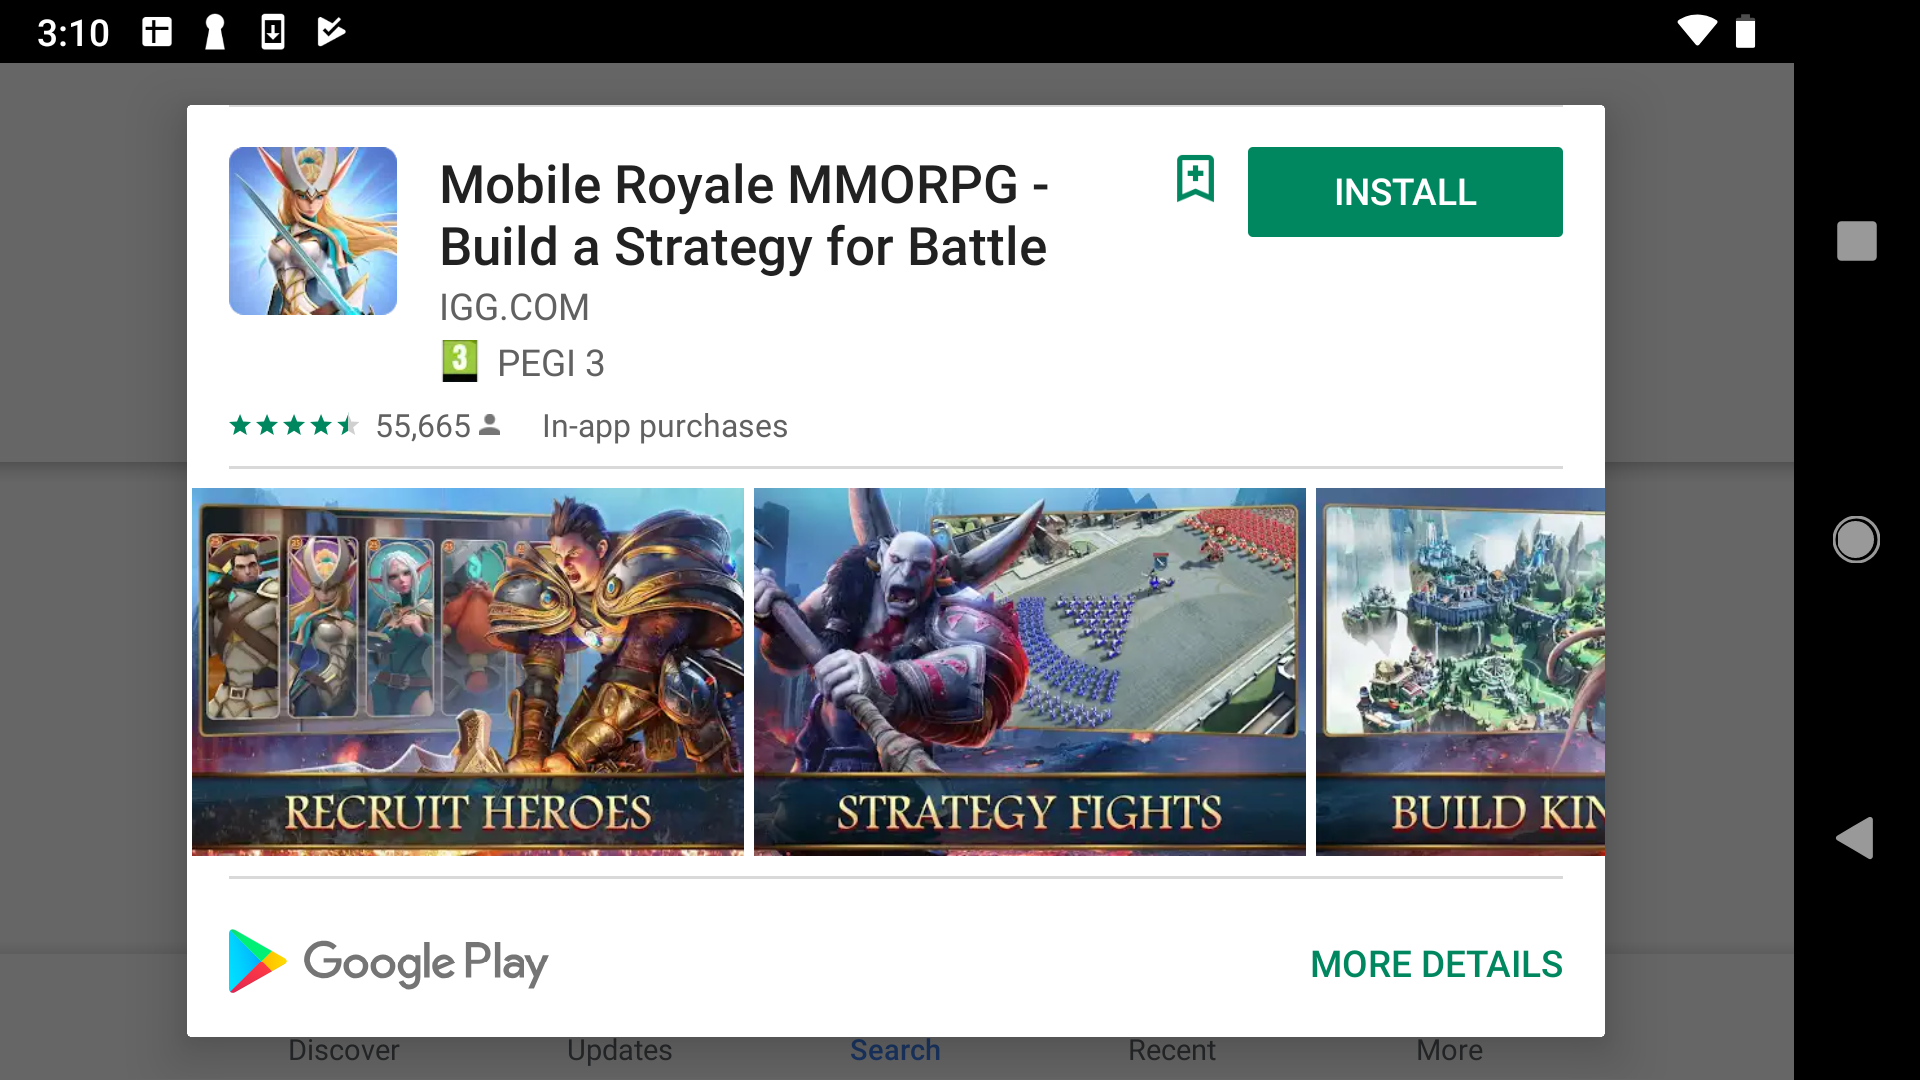 3:10
Mobile Royale MMORPG -
Build a Strategy for Battle
INSTALL
IGG.COM
3 PEGI 3
55,665 In-app purchases
RECRUIT HEROES
STRATEGY FIGHTS
BUILD KIN
Google Play
MORE DETAILS
Discover Updates Search Recent More